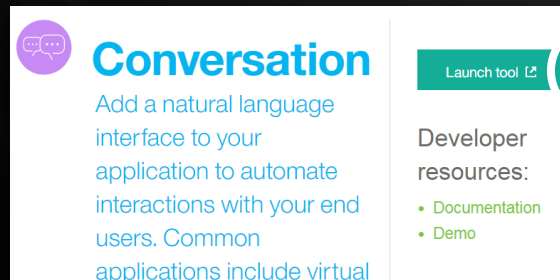 Conversation
Add a natural language
interface to your
application to automate
interactions with your end
users. Common
applications include virtual
Launch tool
Developer
resources:
Documentation
Demo